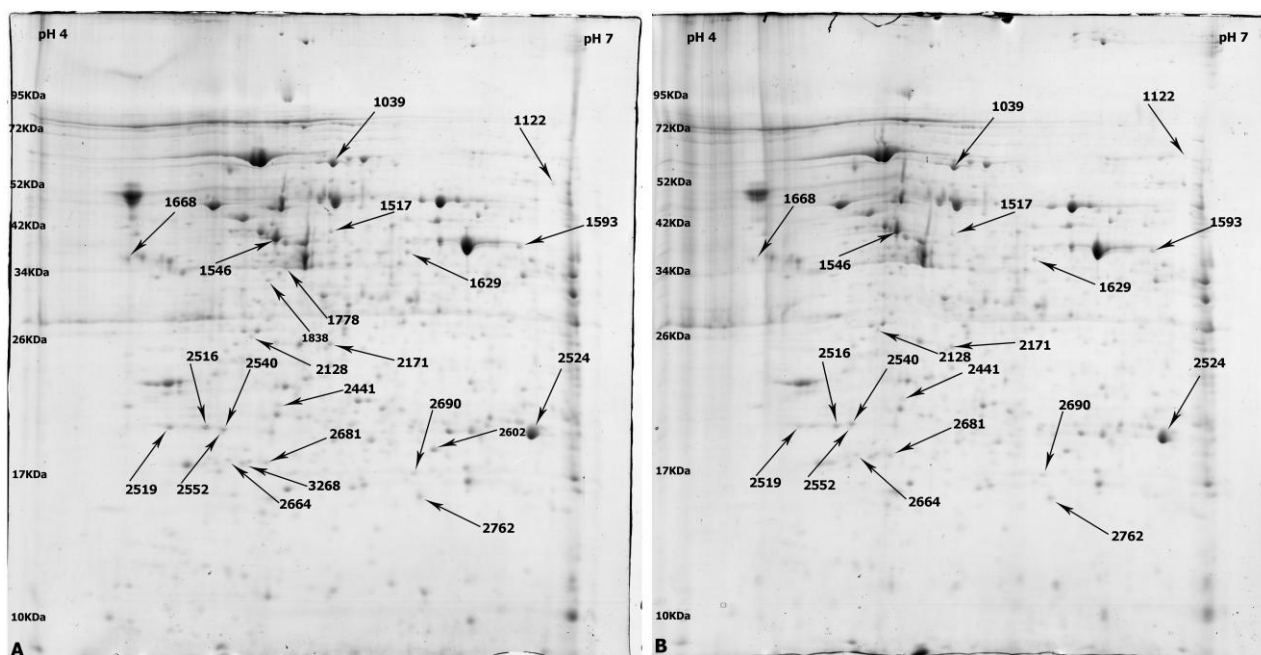 pH 4
pH 7
95KDa
1039
1122
72KDa
52KDa
1668
1517
42KDa
1593
1546
34KDa
1629
1778
1838
26KDa
2516
2540
2128
2171
2524
2441
2690
2681
2602
17KDa
2519
2552
3268
2664
2762
10KDa
A
pH 4
pH 7
95KDa
1122
1039
72KDa
52KDa
1668
1517
42KDa
1593
1546
34KDa
1629
26KDa
2516
2540
2128
2171
2524
2441
2690
2681
17KDa
2519
2552
2664
2762
10KDa
B